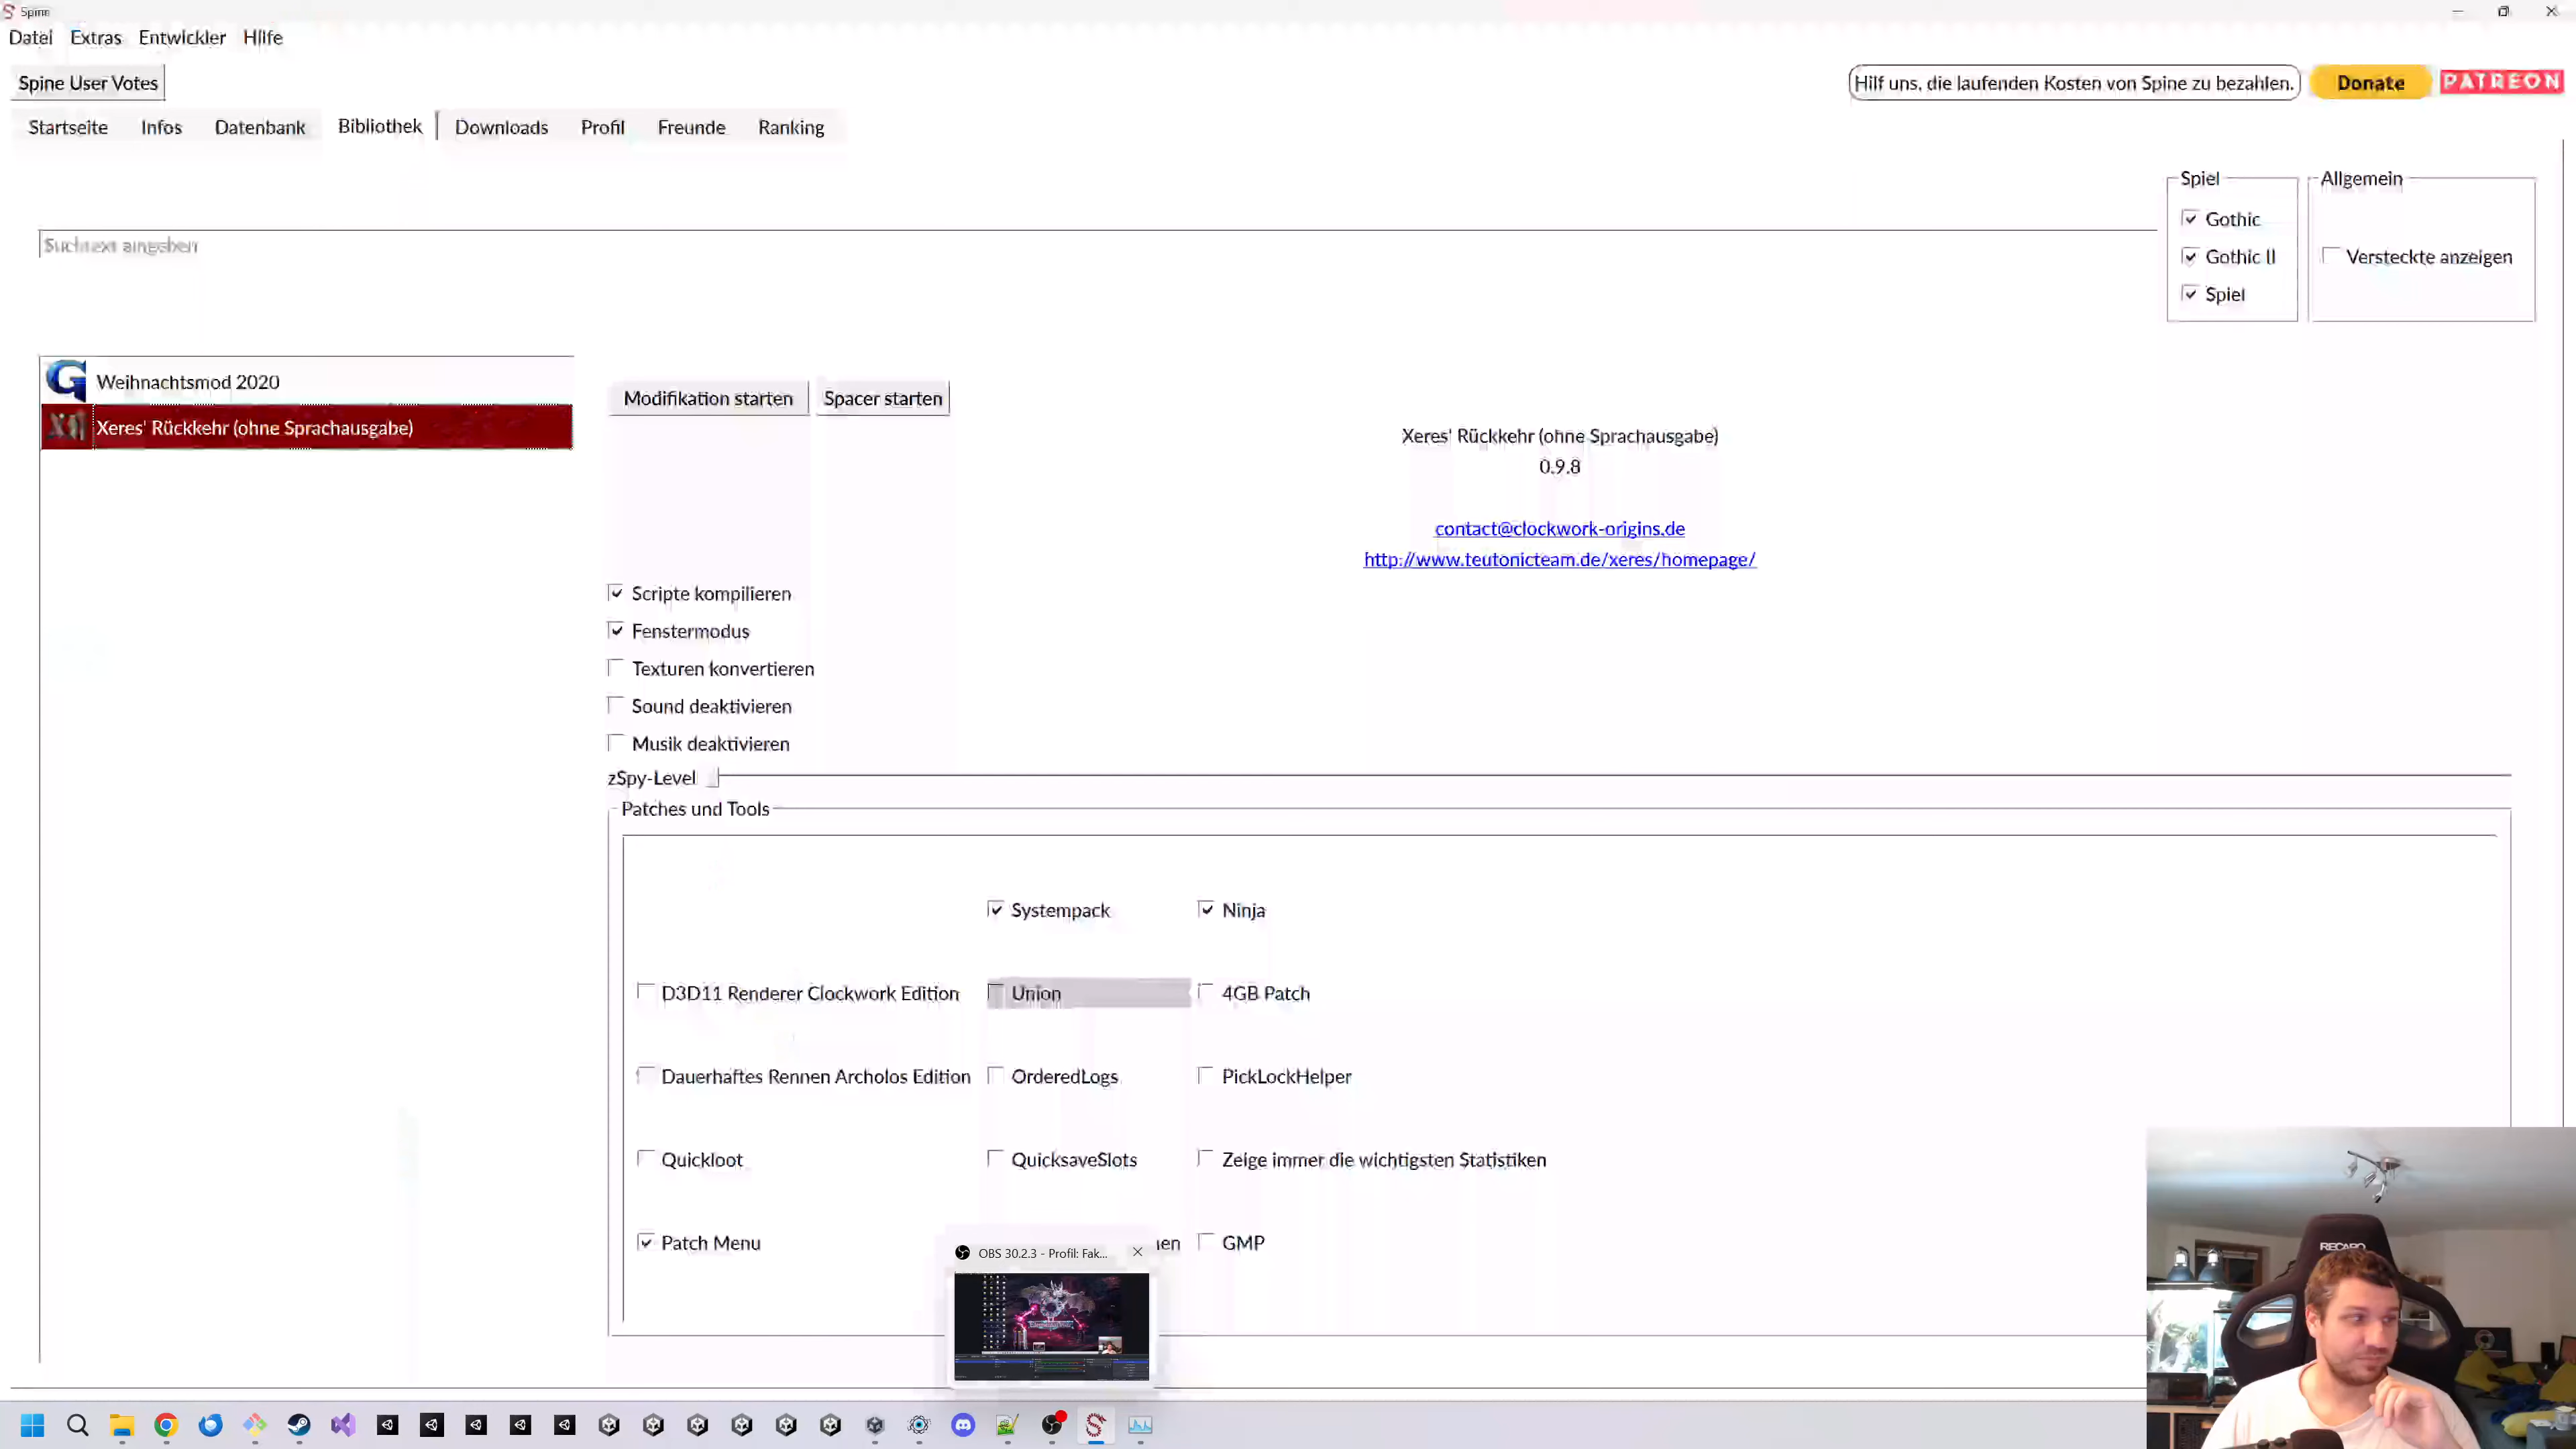 Spine
Datei Extras Entwickler Hilfe
Spine User Votes
Hilf uns, die laufenden Kosten von Spine zu bezahlen. Donate PATREON
Startseite Infos Datenbank Bibliothek Downloads Profil Freunde Ranking
Spiel Allgemein
Gothic
Suchtext eingeben
Gothic II Versteckte anzeigen
Spiel
Weihnachtsmod 2020
Modifikation starten Spacer starten
Xeres' Rückkehr (ohne Sprachausgabe)
Xeres' Rückkehr (ohne Sprachausgabe)
0.9.8
contact@clockwork-origins.de
http://www.teutonicteam.de/xeres/homepage/
Scripte kompilieren
Fenstermodus
Texturen konvertieren
Sound deaktivieren
Musik deaktivieren
zSpy-Level
Patches und Tools
Systempack Ninja
D3D11 Renderer Clockwork Edition Union 4GB Patch
Dauerhaftes Rennen Archolos Edition OrderedLogs PickLockHelper
Quickloot QuicksaveSlots Zeige immer die wichtigsten Statistiken
Patch Menu GMP
OBS 30.2.3 - Profil: Fak...
RECARO